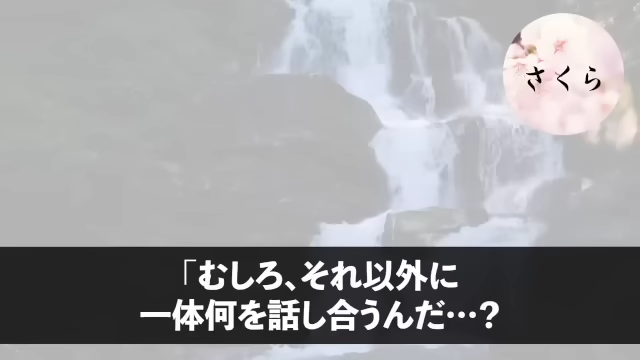 さくら
「むしろ、それ以外に
一体何を話し合うんだ…?